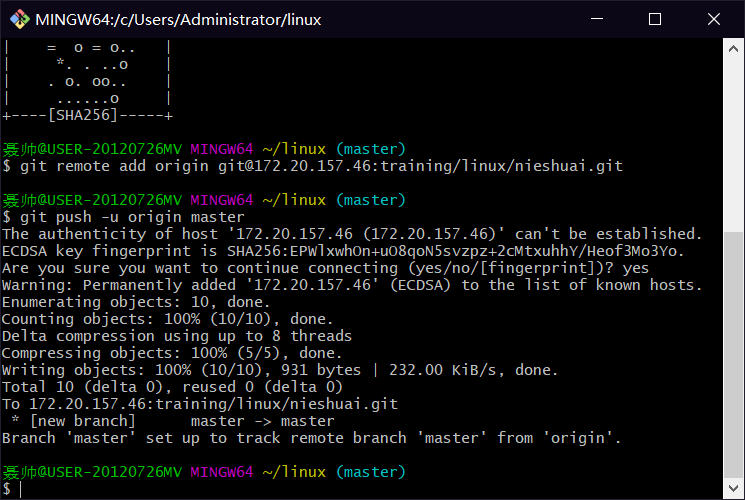 MINGW64:/c/Users/Administrator/linux
|    =  o = o..   |
|     *. . ..o    |
|    . o. oo..    |
|     ......o     |
+----[SHA256]-----+
聂帅@USER-20120726MV MINGW64 ~/linux (master)
$ git remote add origin git@172.20.157.46:training/linux/nieshuai.git
聂帅@USER-20120726MV MINGW64 ~/linux (master)
$ git push -u origin master
The authenticity of host '172.20.157.46 (172.20.157.46)' can't be established.
ECDSA key fingerprint is SHA256:EPWlxwhOn+uO8qoN5svzpz+2cMtxuhhY/Heof3Mo3Yo.
Are you sure you want to continue connecting (yes/no/[fingerprint])? yes
Warning: Permanently added '172.20.157.46' (ECDSA) to the list of known hosts.
Enumerating objects: 10, done.
Counting objects: 100% (10/10), done.
Delta compression using up to 8 threads
Compressing objects: 100% (5/5), done.
Writing objects: 100% (10/10), 931 bytes | 232.00 KiB/s, done.
Total 10 (delta 0), reused 0 (delta 0)
To 172.20.157.46:training/linux/nieshuai.git
 * [new branch]      master -> master
Branch 'master' set up to track remote branch 'master' from 'origin'.
聂帅@USER-20120726MV MINGW64 ~/linux (master)
$